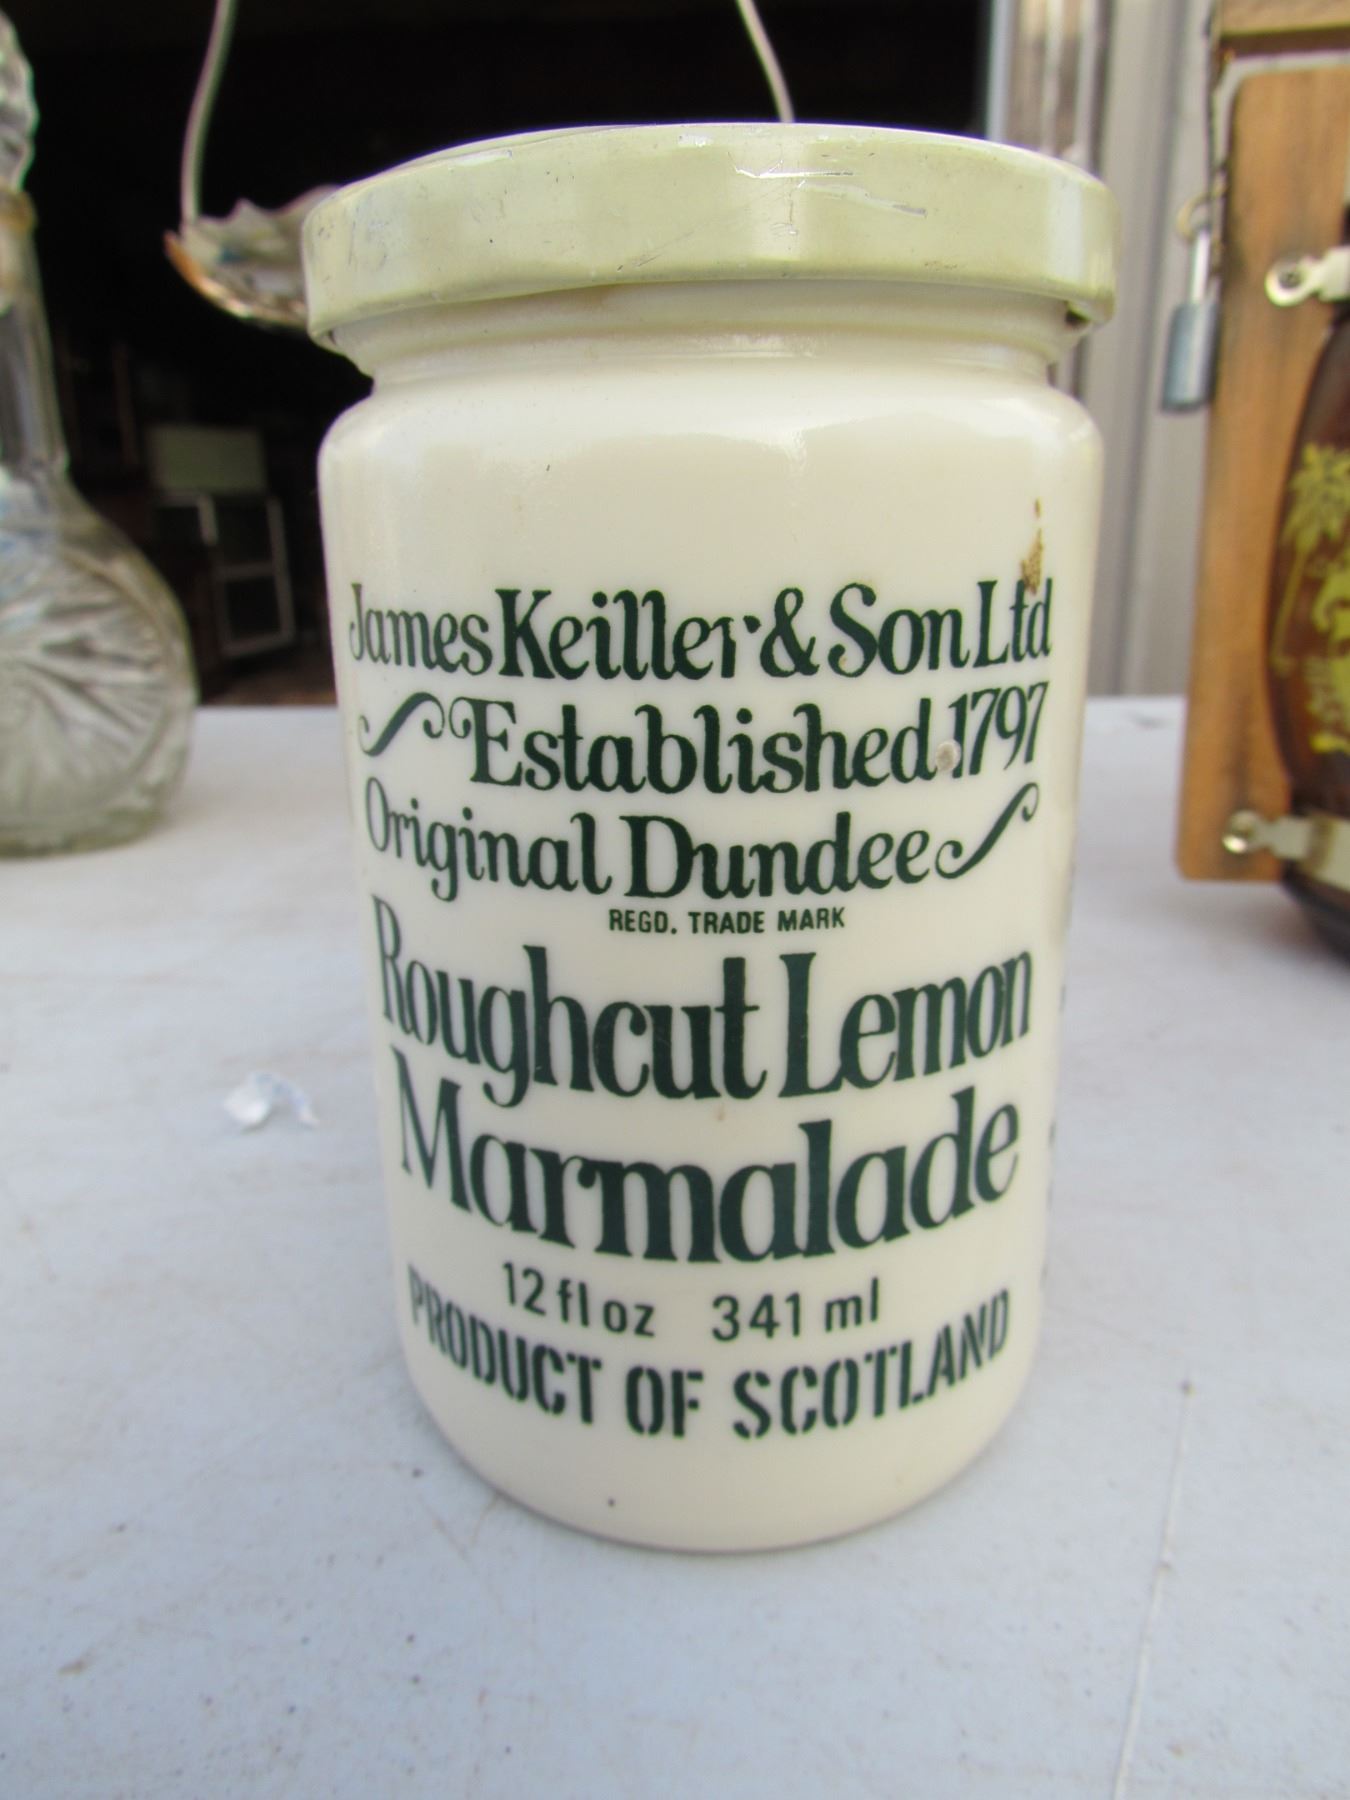 James Keiller & Son Ltd
Established 1797
Original Dundee
REGD. TRADE MARK
Roughcut Lemon
Marmalade
12 fl oz 341 ml
PRODUCT OF SCOTLAND